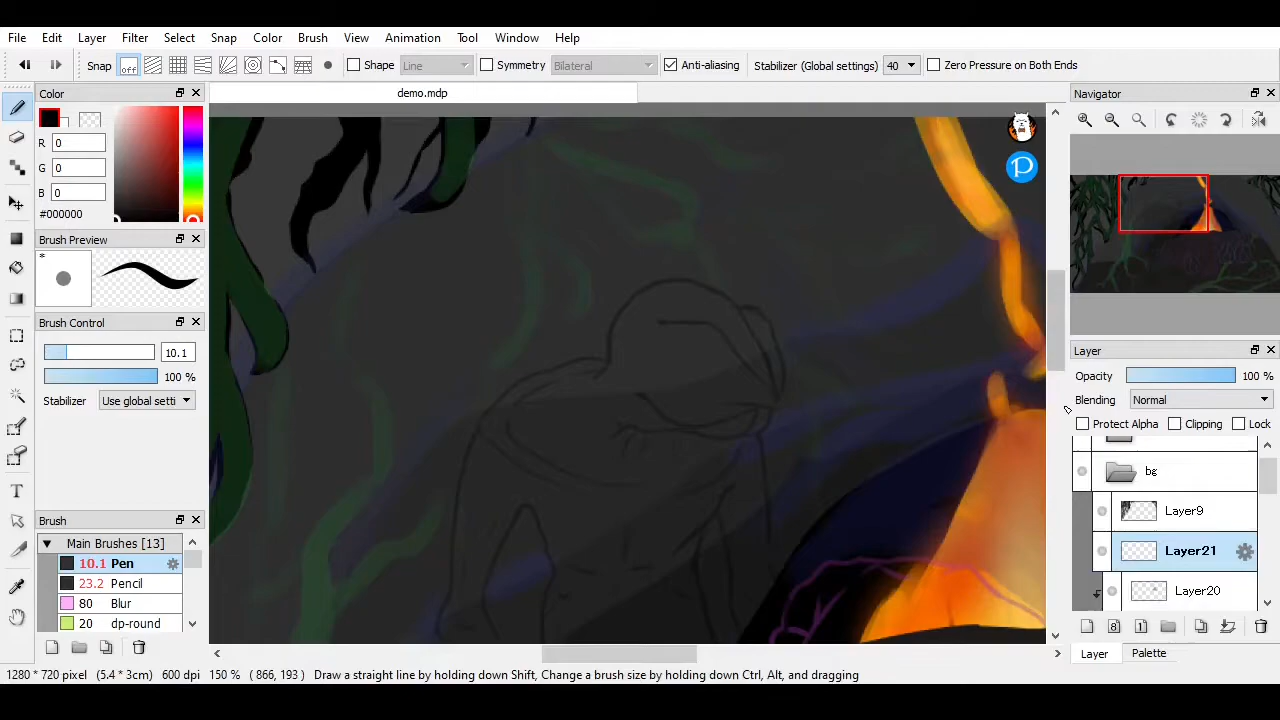 File Edit Layer Filter Select Snap Color Brush View Animation Tool Window Help
Snap off Shape Line Symmetry Bilateral Anti-aliasing Stabilizer (Global settings) 40 Zero Pressure on Both Ends
Color
demo.mdp
Navigator
R 0
G 0
B 0
#000000
Brush Preview
*
Brush Control
10.1
100 %
Stabilizer Use global setti
Layer
Opacity 100 %
Blending Normal
Protect Alpha Clipping Lock
bg
Layer9
Layer21
Layer20
Brush
Main Brushes [13]
10.1 Pen
23.2 Pencil
80 Blur
20 dp-round
Layer Palette
1280 * 720 pixel (5.4 * 3cm) 600 dpi 150 % ( 866, 193 ) Draw a straight line by holding down Shift, Change a brush size by holding down Ctrl, Alt, and dragging